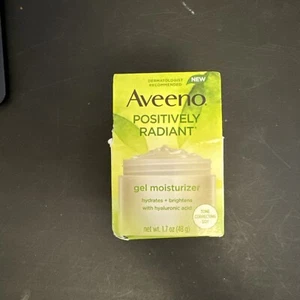 DERMATOLOGIST
RECOMMENDED
NEW
Aveeno
POSITIVELY
RADIANT
gel moisturizer
hydrates + brightens
with hyaluronic acid
net wt. 1.7 oz (48 g)